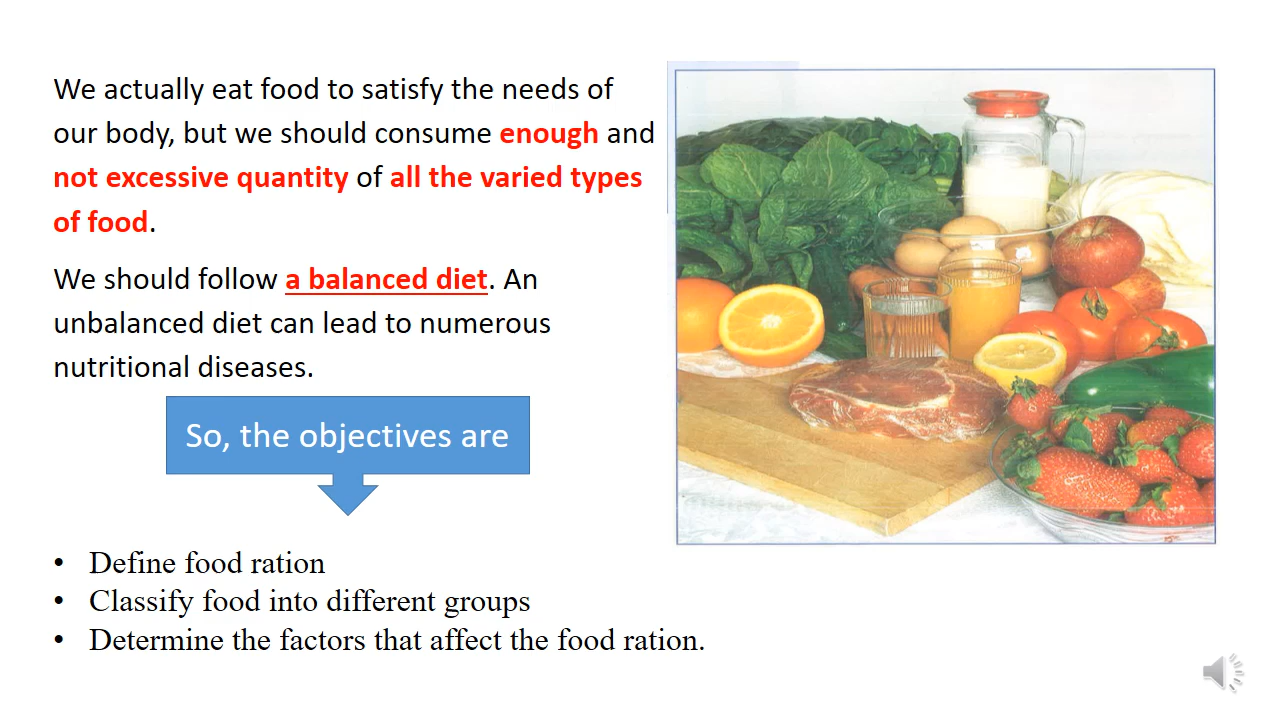 We actually eat food to satisfy the needs of
our body, but we should consume enough and
not excessive quantity of all the varied types
of food.
We should follow a balanced diet. An
unbalanced diet can lead to numerous
nutritional diseases.
So, the objectives are
• Define food ration
• Classify food into different groups
• Determine the factors that affect the food ration.